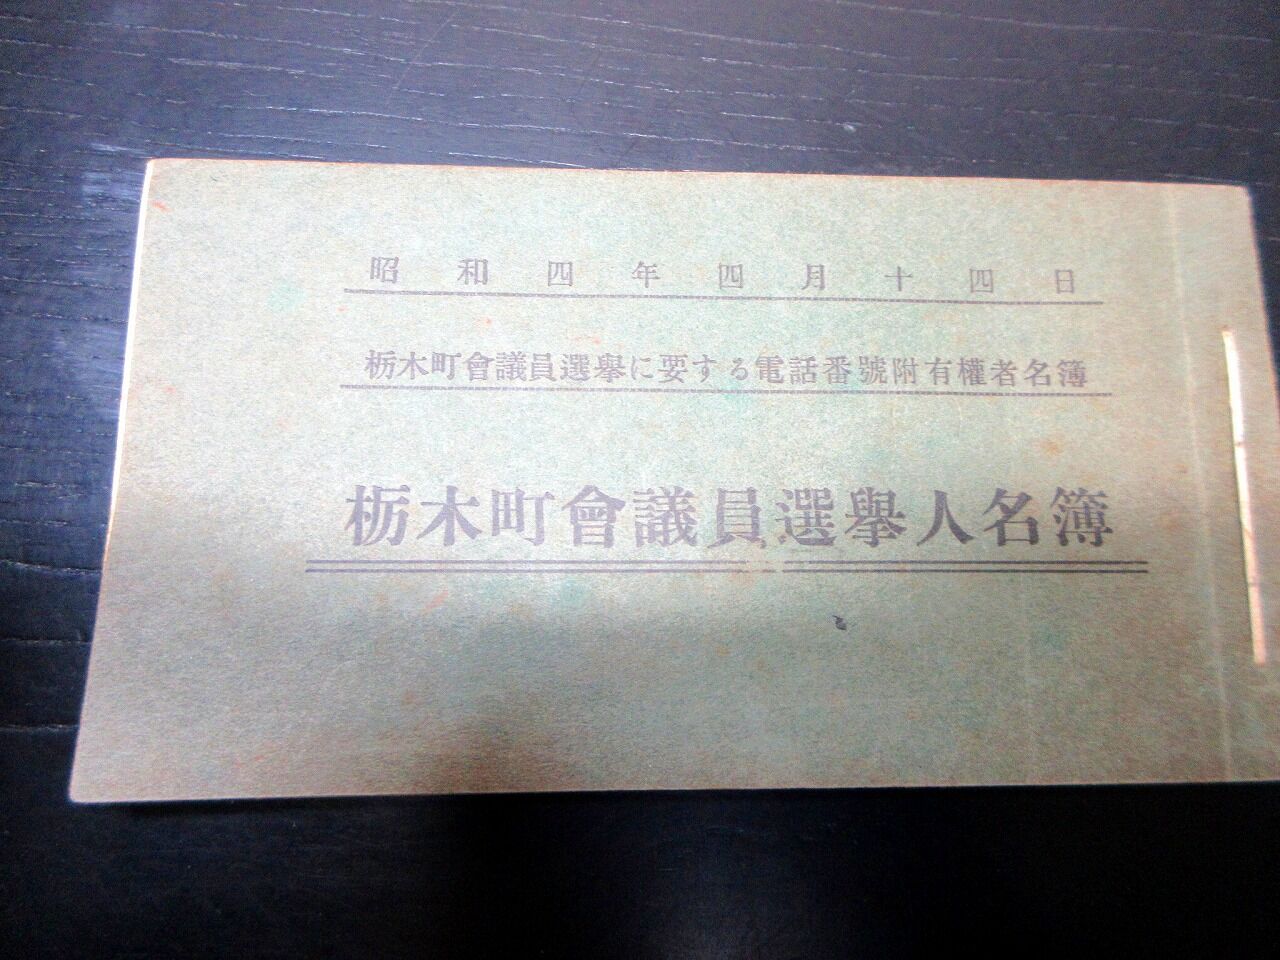 昭和四年四月十四日
栃木町會議員選擧に要する電話番號附有權者名簿
栃木町會議員選擧人名簿